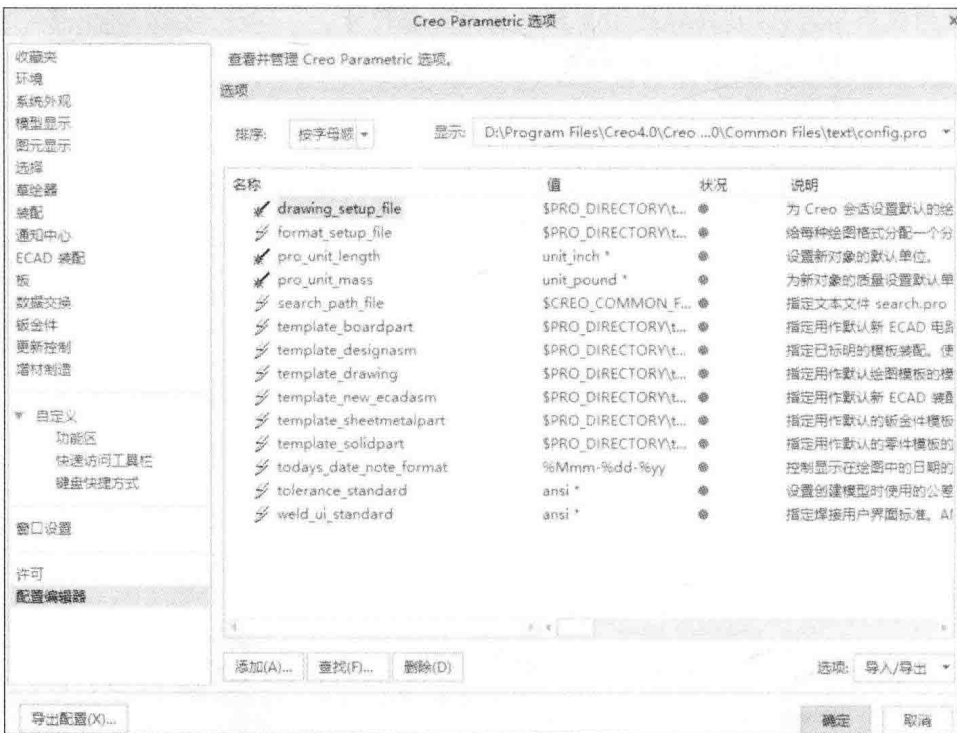 Creo Parametric 选项
收藏夹
环境
系统外观
模型显示
图元显示
选择
草绘器
装配
通知中心
ECAD 装配
板
数据交换
钣金件
更新控制
增材制造
自定义
功能区
快速访问工具栏
键盘快捷方式
窗口设置
许可
配置编辑器
查看并管理 Creo Parametric 选项。
选项
排序: 按字母顺 显示: D:\Program Files\Creo4.0\Creo ...0\Common Files\text\config.pro
名称 值 状况 说明
drawing_setup_file $PRO_DIRECTORY\t... 为 Creo 会话设置默认的绘
format_setup_file $PRO_DIRECTORY\t... 给每种绘图格式分配一个分
pro_unit_length unit_inch * 设置新对象的默认单位。
pro_unit_mass unit_pound * 为新对象的质量设置默认单
search_path_file $CREO_COMMON_F... 指定文本文件 search.pro
template_boardpart $PRO_DIRECTORY\t... 指定用作默认新 ECAD 电路
template_designasm $PRO_DIRECTORY\t... 指定已标明的模板装配。使
template_drawing $PRO_DIRECTORY\t... 指定用作默认绘图模板的模
template_new_ecadasm $PRO_DIRECTORY\t... 指定用作默认新 ECAD 装配
template_sheetmetalpart $PRO_DIRECTORY\t... 指定用作默认的钣金件模板
template_solidpart $PRO_DIRECTORY\t... 指定用作默认的零件模板的
todays_date_note_format %Mmm-%dd-%yy 控制显示在绘图中的日期的
tolerance_standard ansi * 设置创建模型时使用的公差
weld_ui_standard ansi * 指定焊接用户界面标准。AN
添加(A)... 查找(F)... 删除(D) 选项: 导入/导出
导出配置(X)... 确定 取消